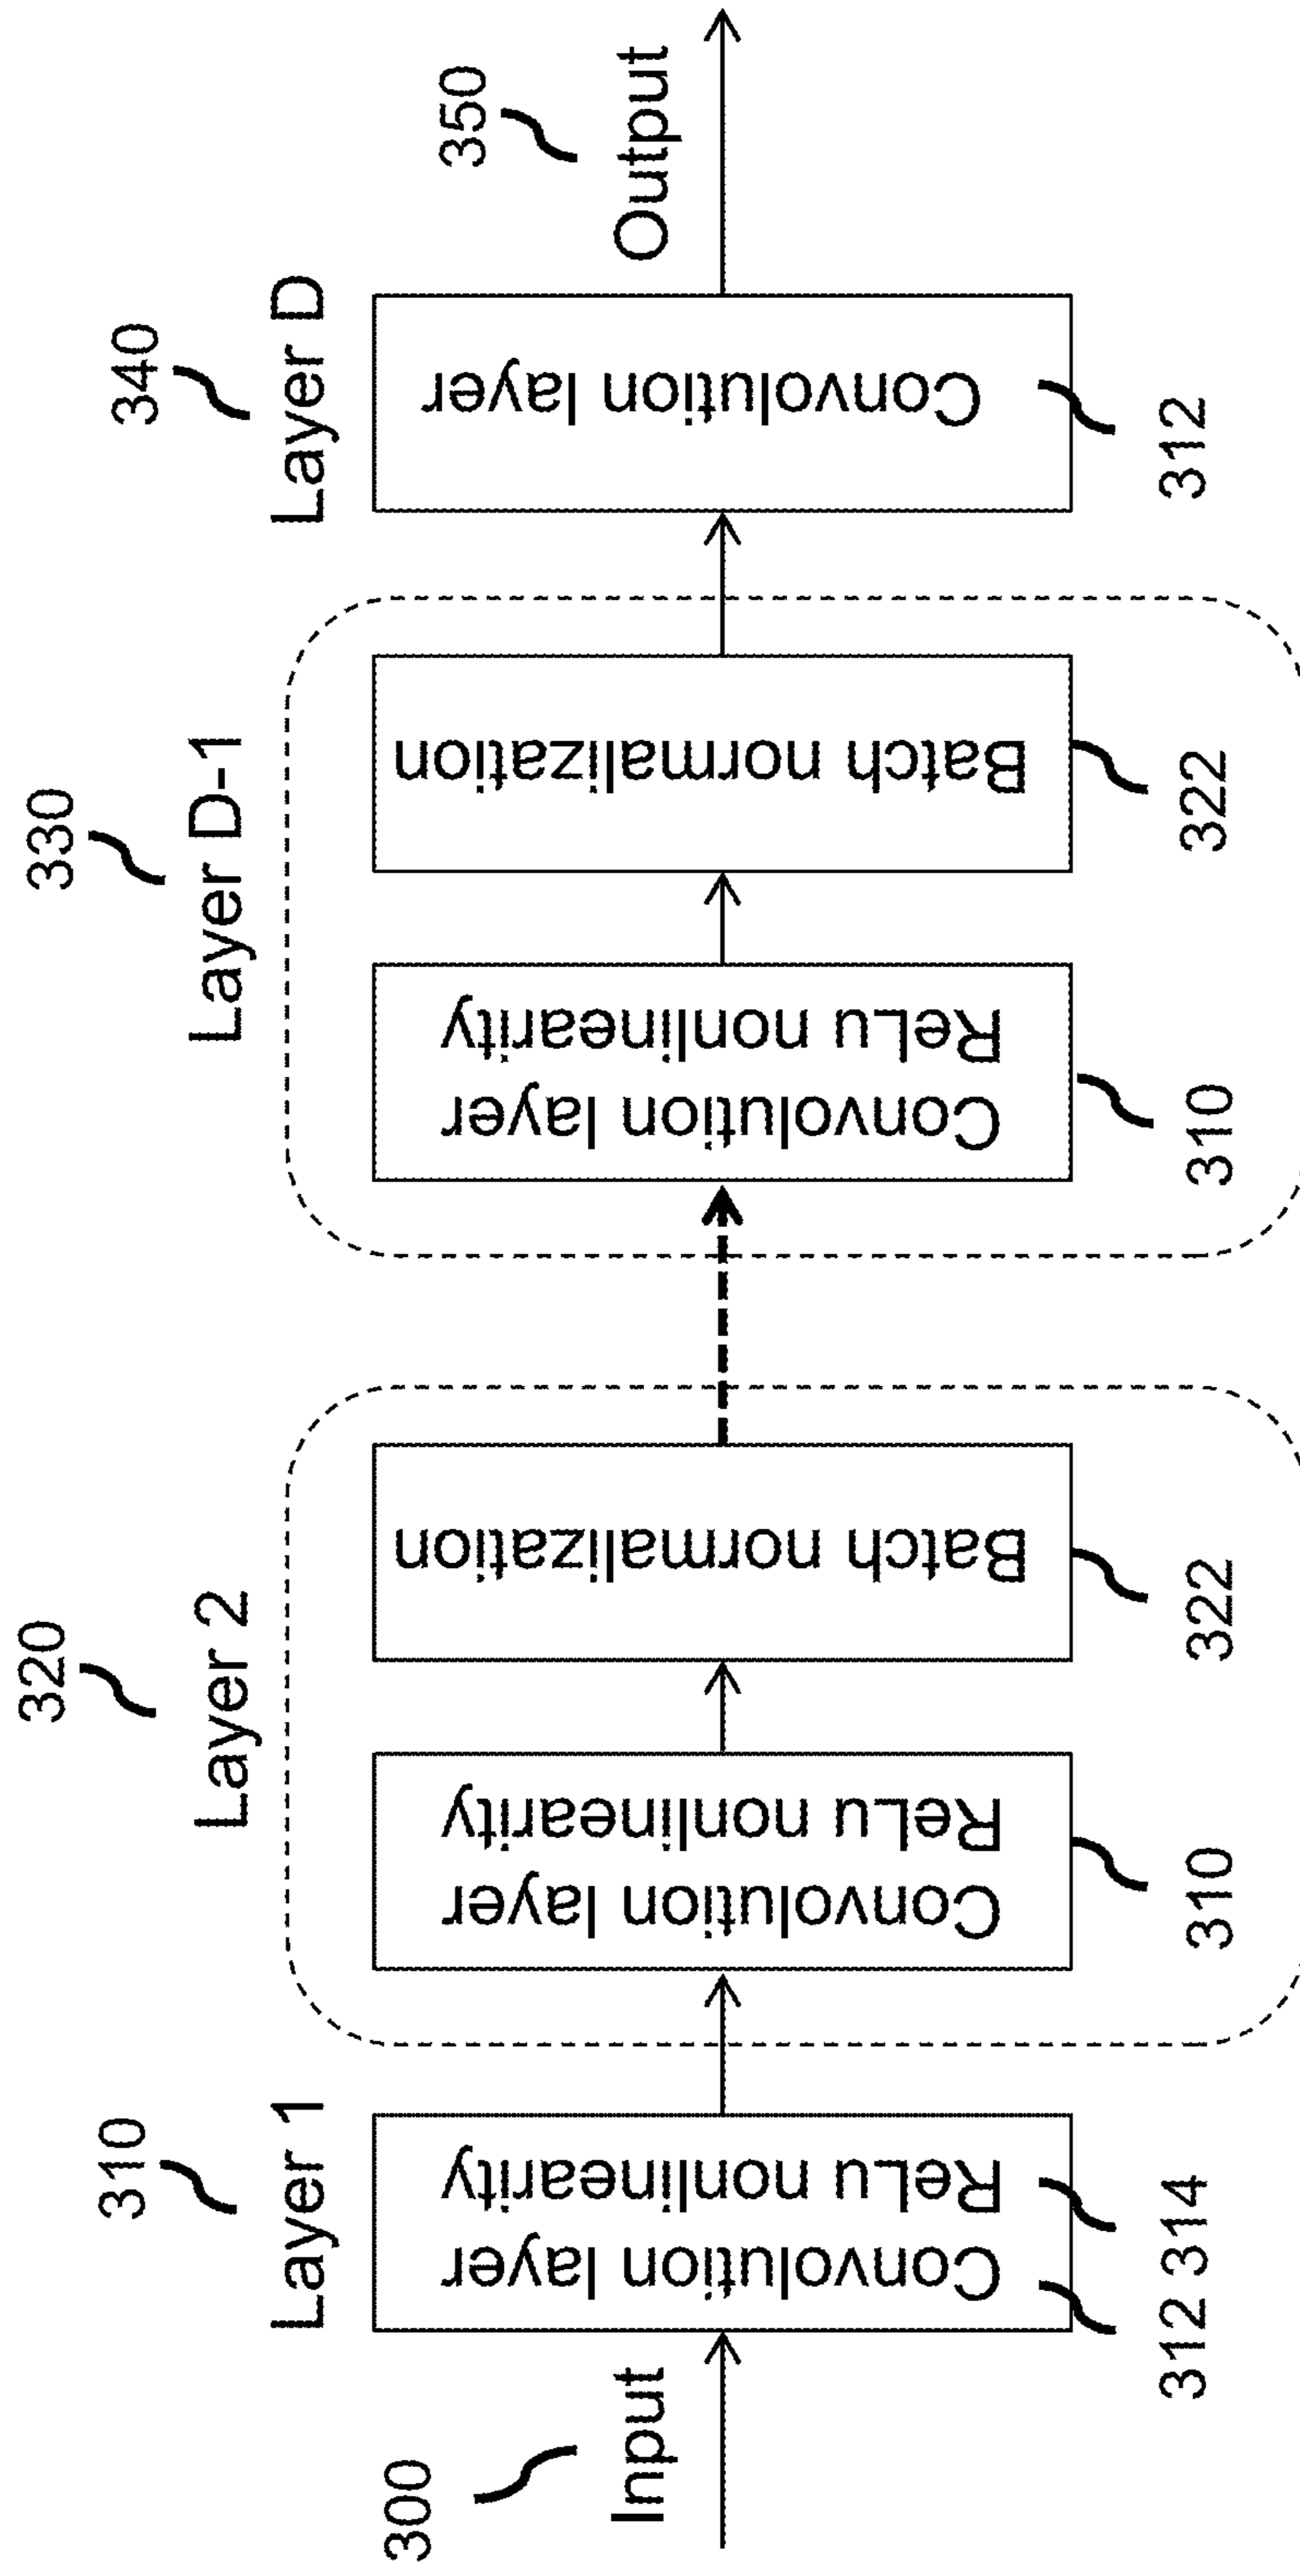 300
Input
310
Layer 1
Convolution layer
ReLu nonlinearity
312 314
320
Layer 2
Convolution layer
ReLu nonlinearity
310
Batch normalization
322
330
Layer D-1
Convolution layer
ReLu nonlinearity
310
Batch normalization
322
340
Layer D
Convolution layer
312
350
Output